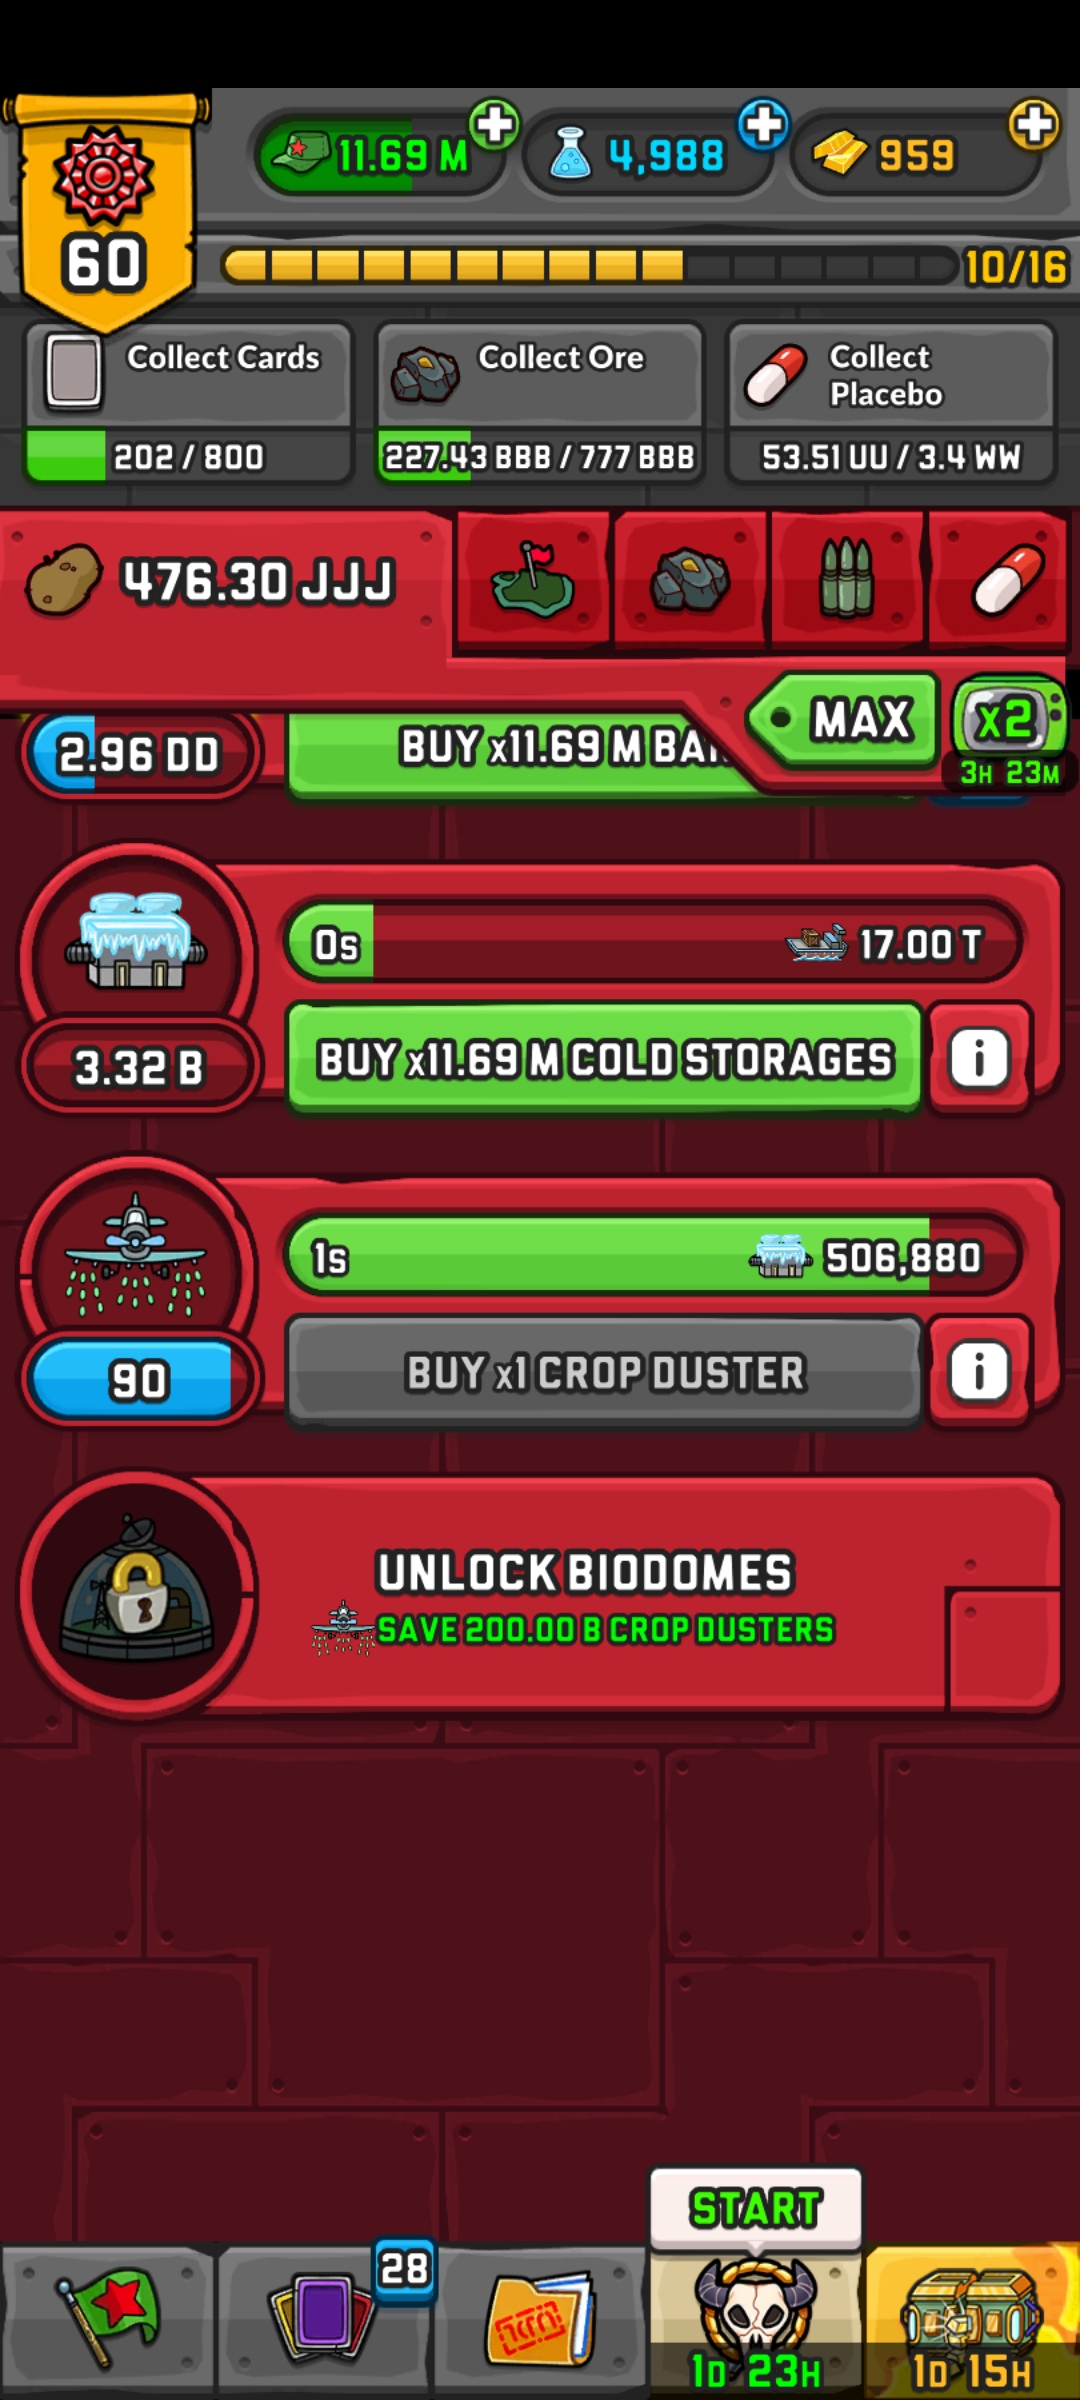 60
11.69 M
4,988
959
10/16
Collect Cards
202 / 800
Collect Ore
227.43 BBB / 777 BBB
Collect
Placebo
53.51 UU / 3.4 WW
476.30 JJJ
MAX
x2
3H 23M
2.96 DD
BUY x11.69 M BA
0s
17.00 T
3.32 B
BUY x11.69 M COLD STORAGES
i
1s
506,880
90
BUY x1 CROP DUSTER
i
UNLOCK BIODOMES
SAVE 200.00 B CROP DUSTERS
START
28
1D 23H
1D 15H